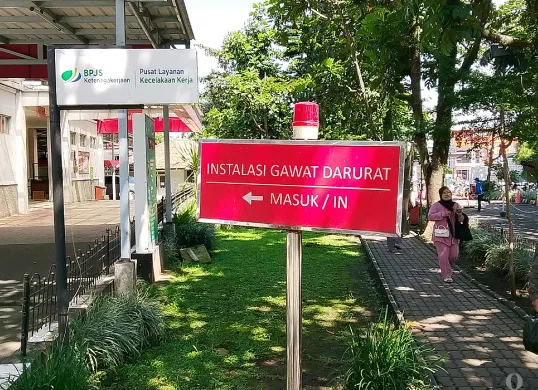 BPJS
Ketenagakerjaan
Pusat Layanan
Kecelakaan Kerja
INSTALASI GAWAT DARURAT
MASUK / IN